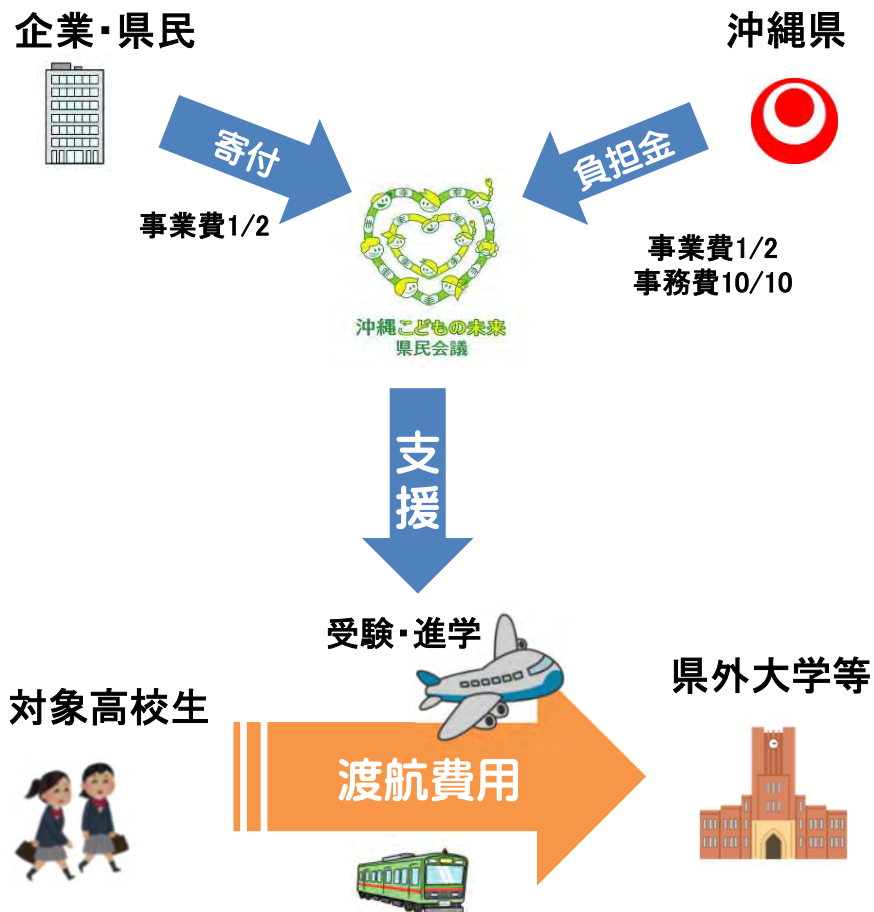 企業・県民
沖縄県
寄付
負担金
事業費1/2
事業費1/2
事務費10/10
沖縄こどもの未来
県民会議
支援
受験・進学
県外大学等
対象高校生
渡航費用